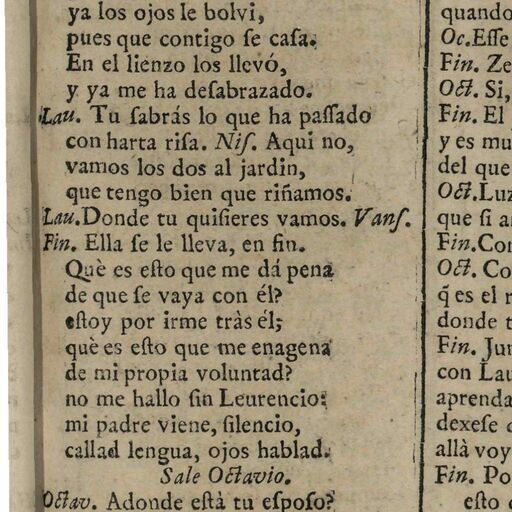 ya los ojos le bolvi,
pues que contigo ſe caſa.
En el lienzo los llevó,
y ya me ha deſabrazado.
Lau. Tu ſabrás lo que ha paſſado
con harta riſa. Niſ. Aqui no,
vamos los dos al jardin,
que tengo bien que riñamos.
Lau.Donde tu quiſieres vamos. Vanſ.
Fin. Ella ſe le lleva, en fin.
Què es eſto que me dá pena
de que ſe vaya con él?
eſtoy por irme tràs él;
què es eſto que me enagena
de mi propia voluntad?
no me hallo ſin Leurencio:
mi padre viene, ſilencio,
callad lengua, ojos hablad.
Sale Octavio.
Octav. Adonde eſtà tu eſpoſo?
quando
Oc.Eſſe
Fin. Ze
Oct. Si,
Fin. El
y es mu
del que
Oct.Luz
que ſi a
Fin.Con
Oct. Co
q̃ es el r
donde t
Fin. Jun
con Lau
aprenda
dexeſe d
allà voy
Fin. Po
eſto